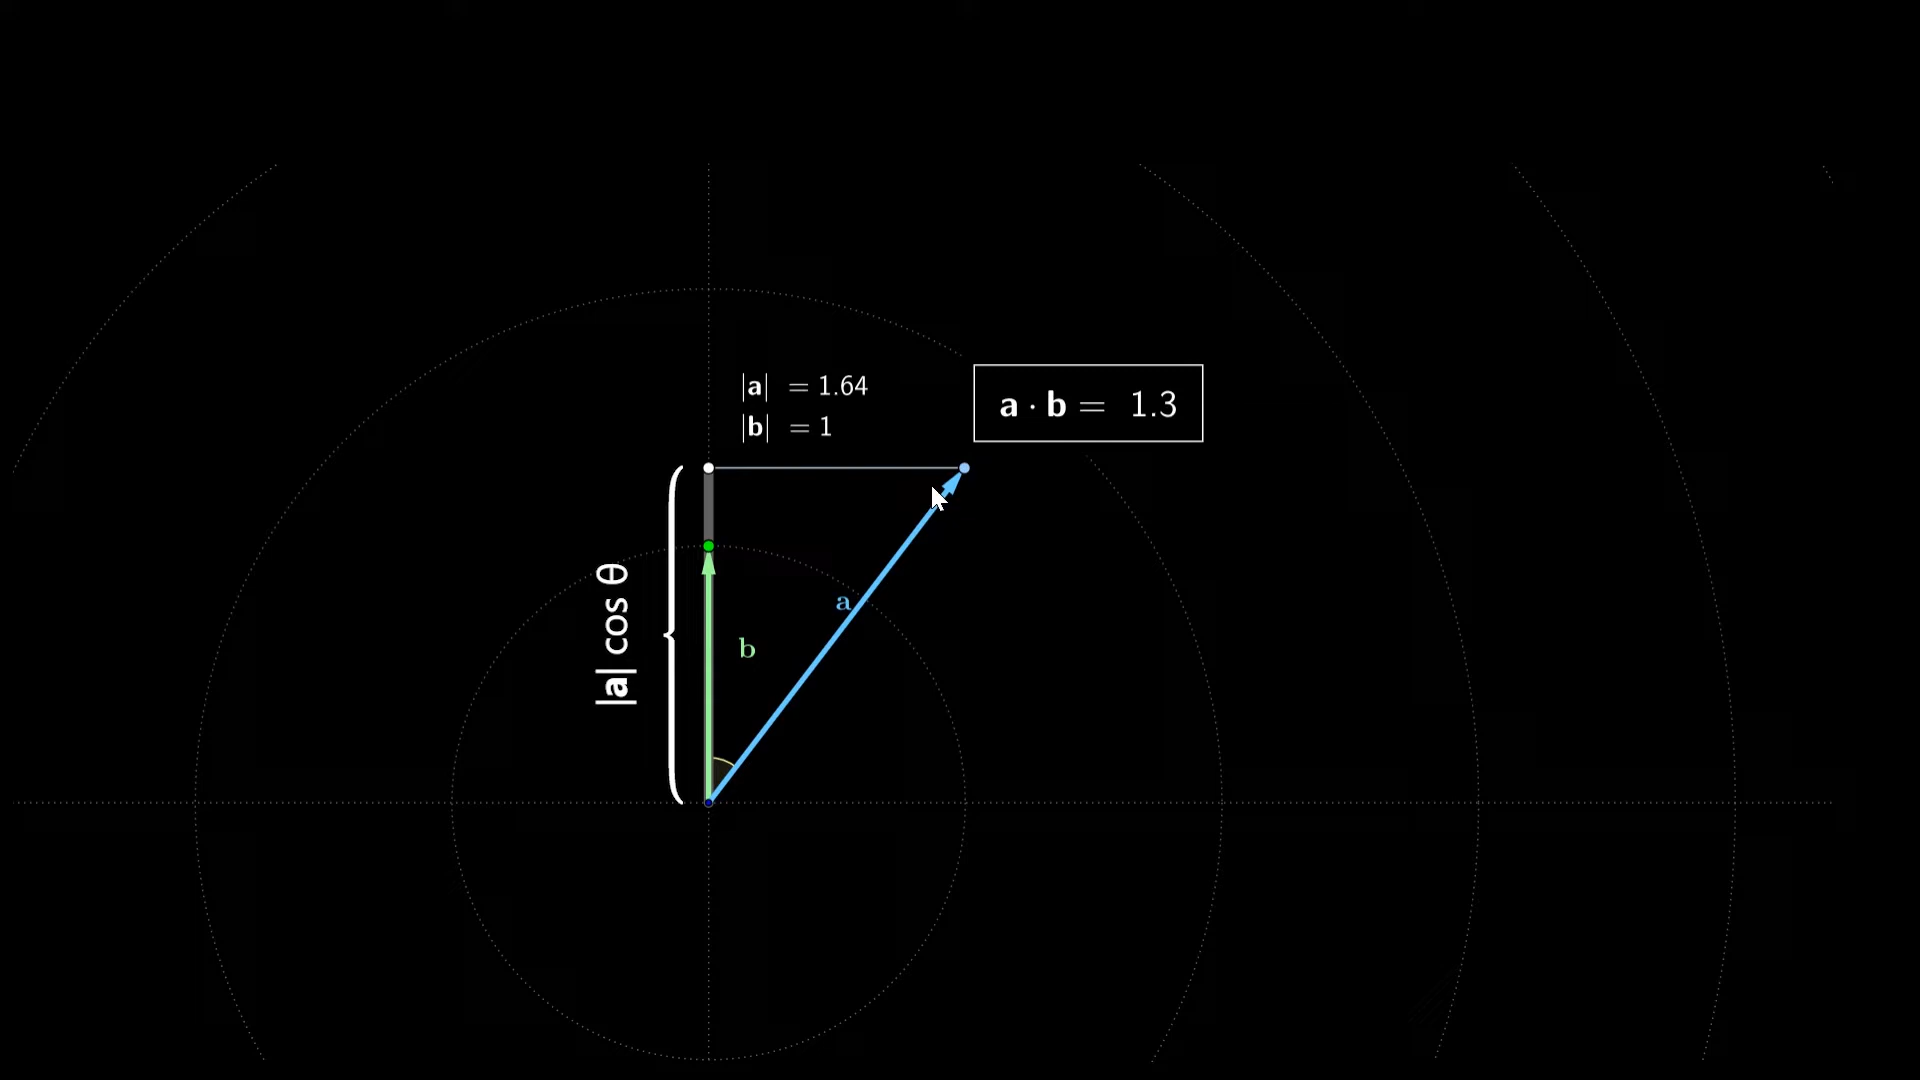 |a| = 1.64
|b| = 1
a · b = 1.3
|a| cos θ
a
b